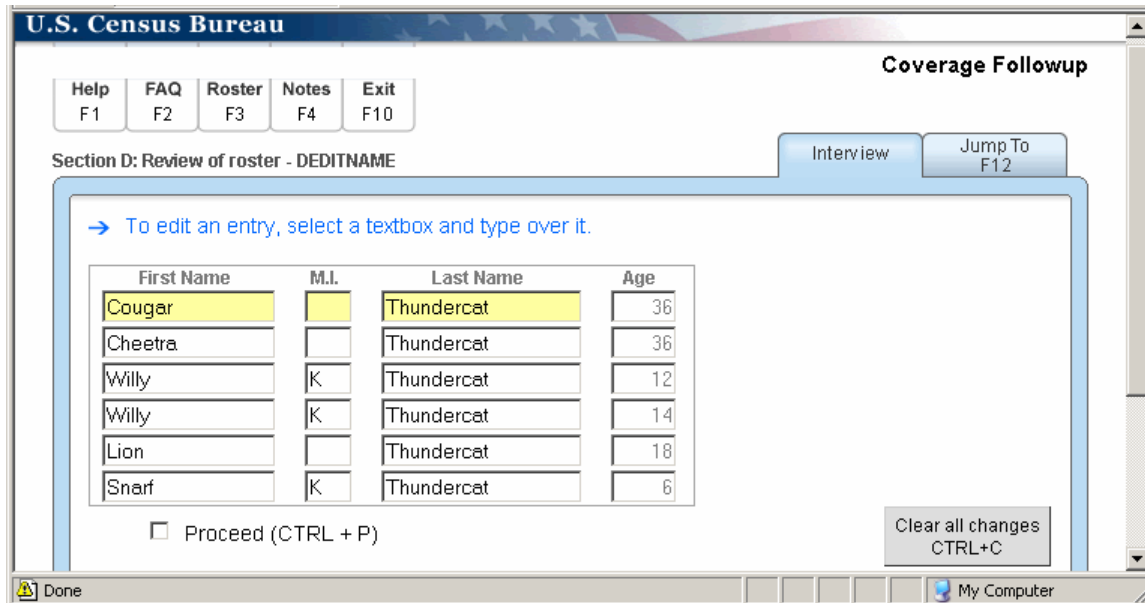 U.S. Census Bureau
Coverage Followup
Help FAQ Roster Notes Exit
F1 F2 F3 F4 F10
Section D: Review of roster - DEDITNAME
Interview
Jump To
F12
→ To edit an entry, select a textbox and type over it.
First Name M.I. Last Name Age
Cougar Thundercat 36
Cheetra Thundercat 36
Willy K Thundercat 12
Willy K Thundercat 14
Lion Thundercat 18
Snarf K Thundercat 6
Proceed (CTRL + P)
Clear all changes
CTRL+C
Done My Computer